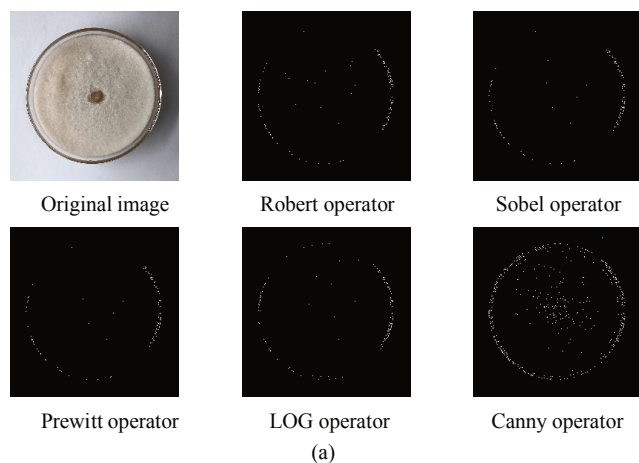 Original image
Robert operator
Sobel operator
Prewitt operator
LOG operator
Canny operator
(a)